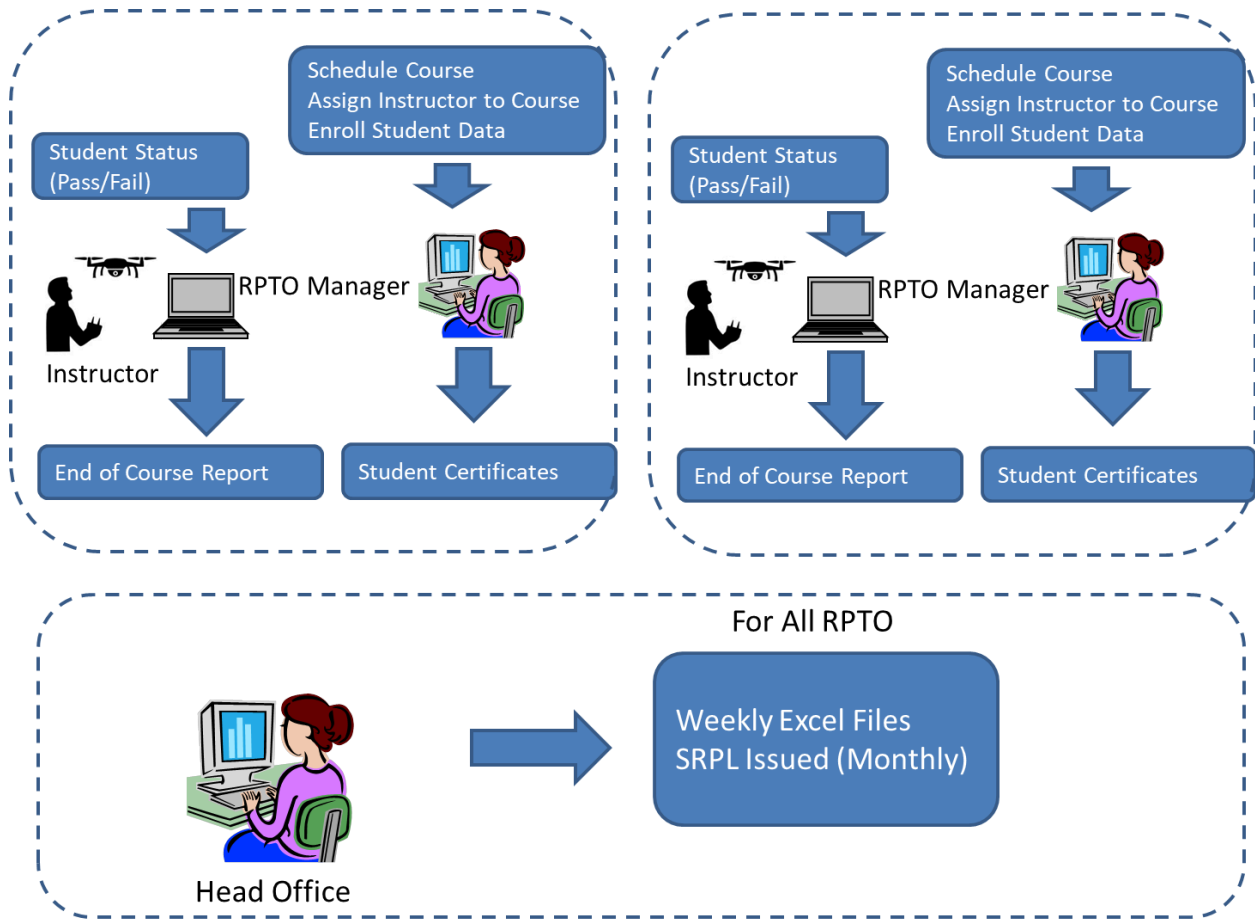 Schedule Course
Assign Instructor to Course
Enroll Student Data
Student Status
(Pass/Fail)
RPTO Manager
Instructor
End of Course Report
Student Certificates
Schedule Course
Assign Instructor to Course
Enroll Student Data
Student Status
(Pass/Fail)
RPTO Manager
Instructor
End of Course Report
Student Certificates
For All RPTO
Weekly Excel Files
SRPL Issued (Monthly)
Head Office